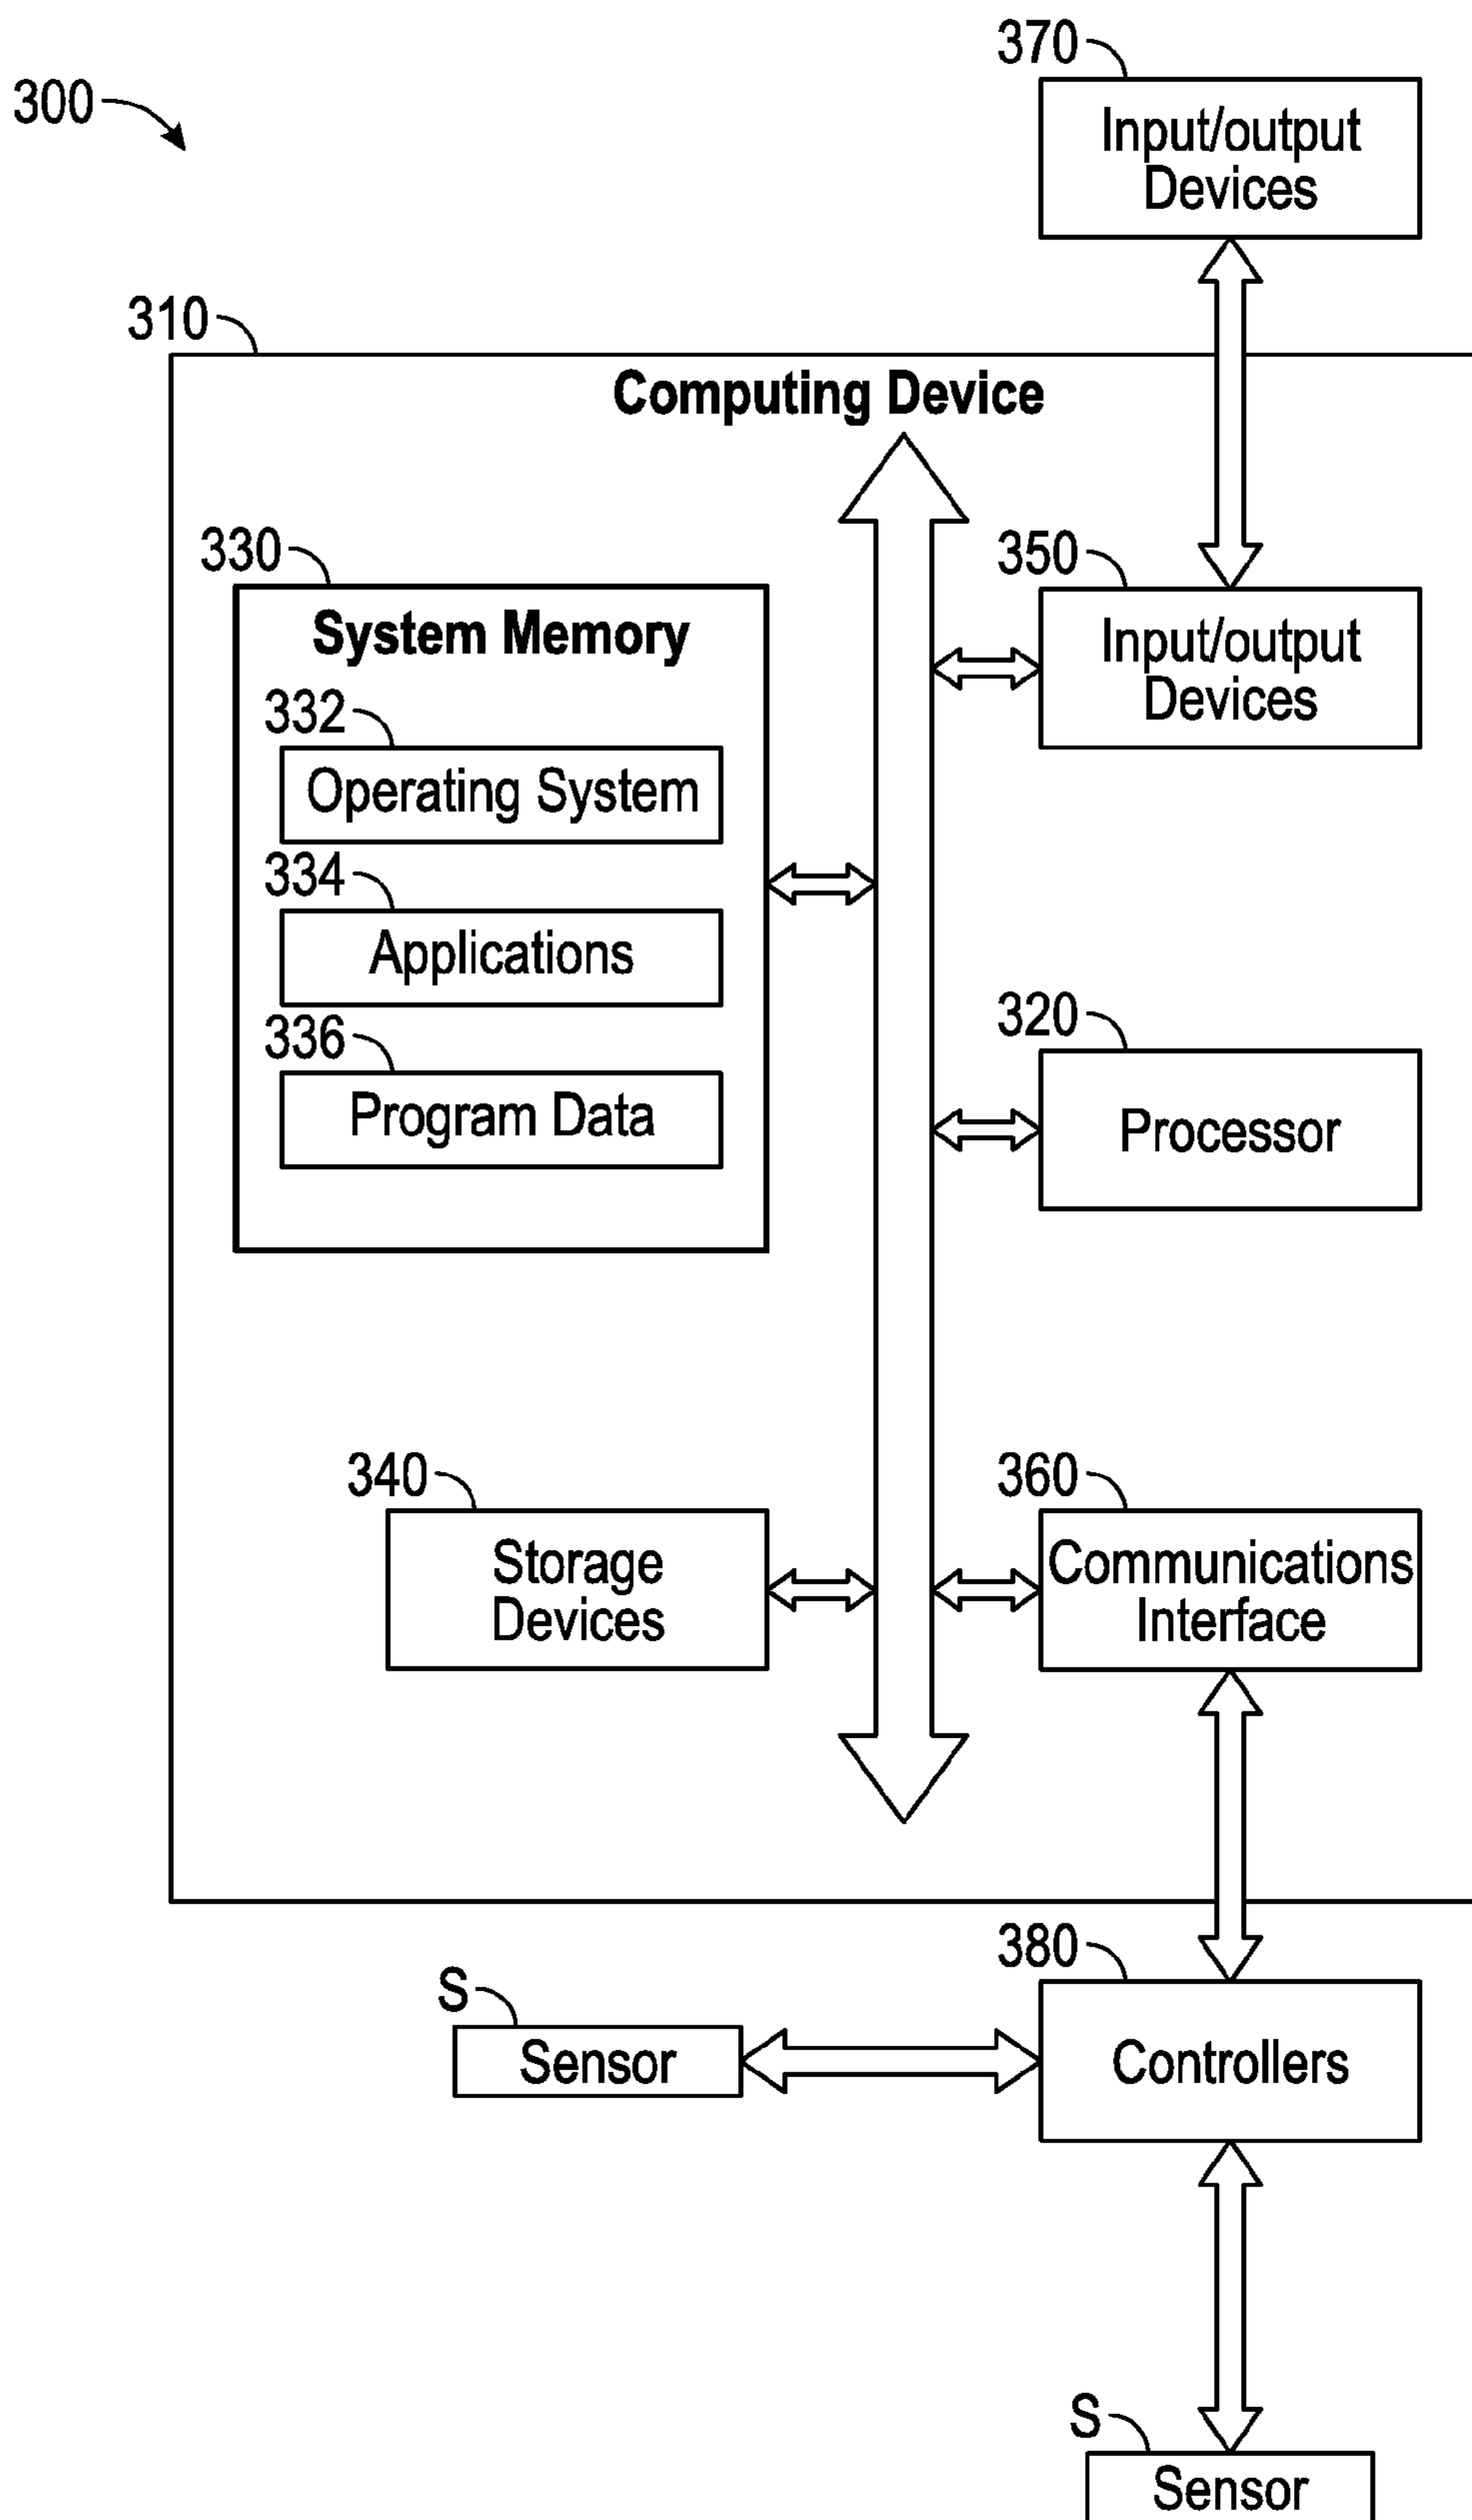 370
300
Input/output
Devices
310
Computing Device
330
System Memory
332
Operating System
334
Applications
336
Program Data
350
Input/output
Devices
320
Processor
340
Storage
Devices
360
Communications
Interface
380
Controllers
S
Sensor
S
Sensor